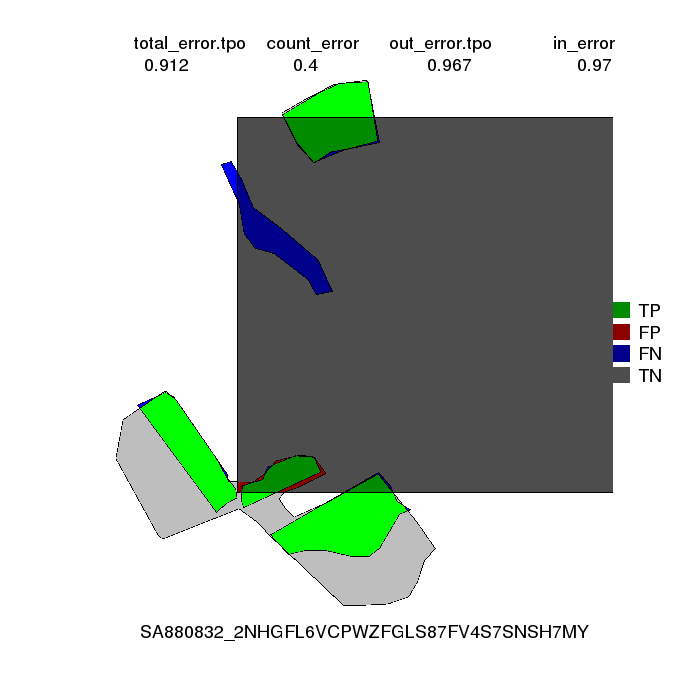 total_error.tpo count_error out_error.tpo in_error
0.912 0.4 0.967 0.97
TP
FP
FN
TN
SA880832_2NHGFL6VCPWZFGLS87FV4S7SNSH7MY